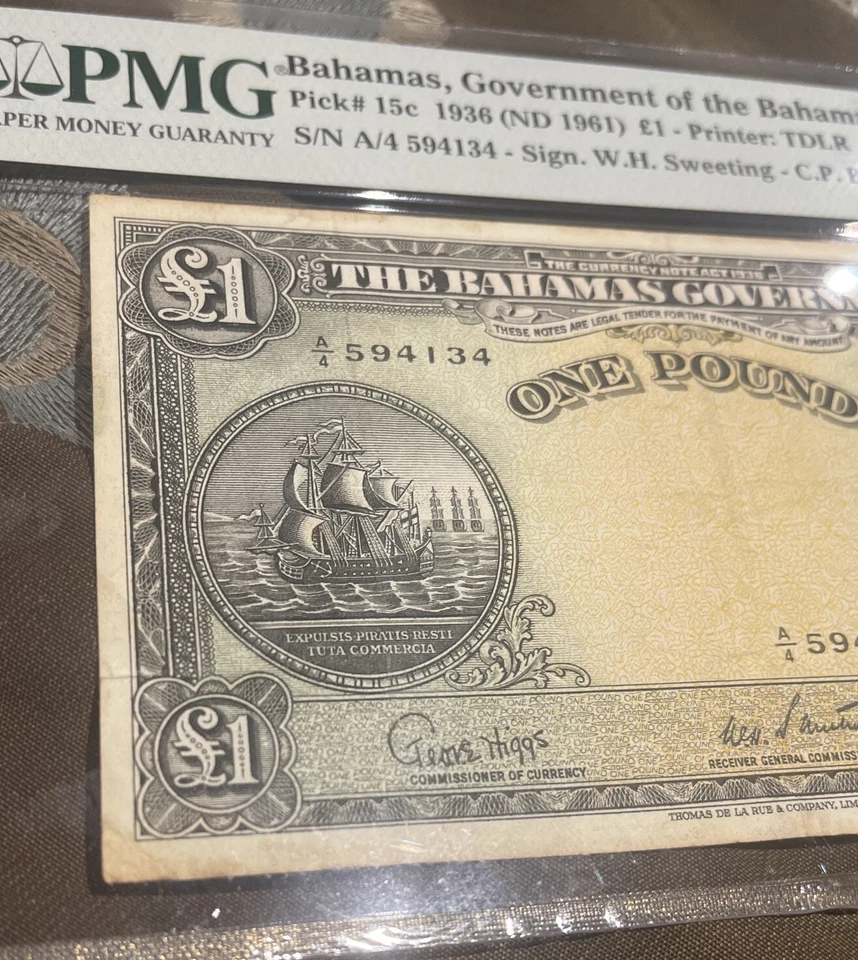 PMG
PAPER MONEY GUARANTY
Bahamas, Government of the Baham
Pick# 15c 1936 (ND 1961) £1 - Printer: TDLR
S/N A/4 594134 - Sign. W.H. Sweeting - C.P.
£1
THE CURRENCY NOTE ACT 1936
THE BAHAMAS GOVERN
THESE NOTES ARE LEGAL TENDER FOR THE PAYMENT OF ANY AMOUNT
A/4 594134
ONE POUND
EXPULSIS·PIRATIS·RESTI
TUTA COMMERCIA
A/4 594
£1
George Higgs
COMMISSIONER OF CURRENCY
RECEIVER GENERAL COMMISS
THOMAS DE LA RUE & COMPANY, LIM